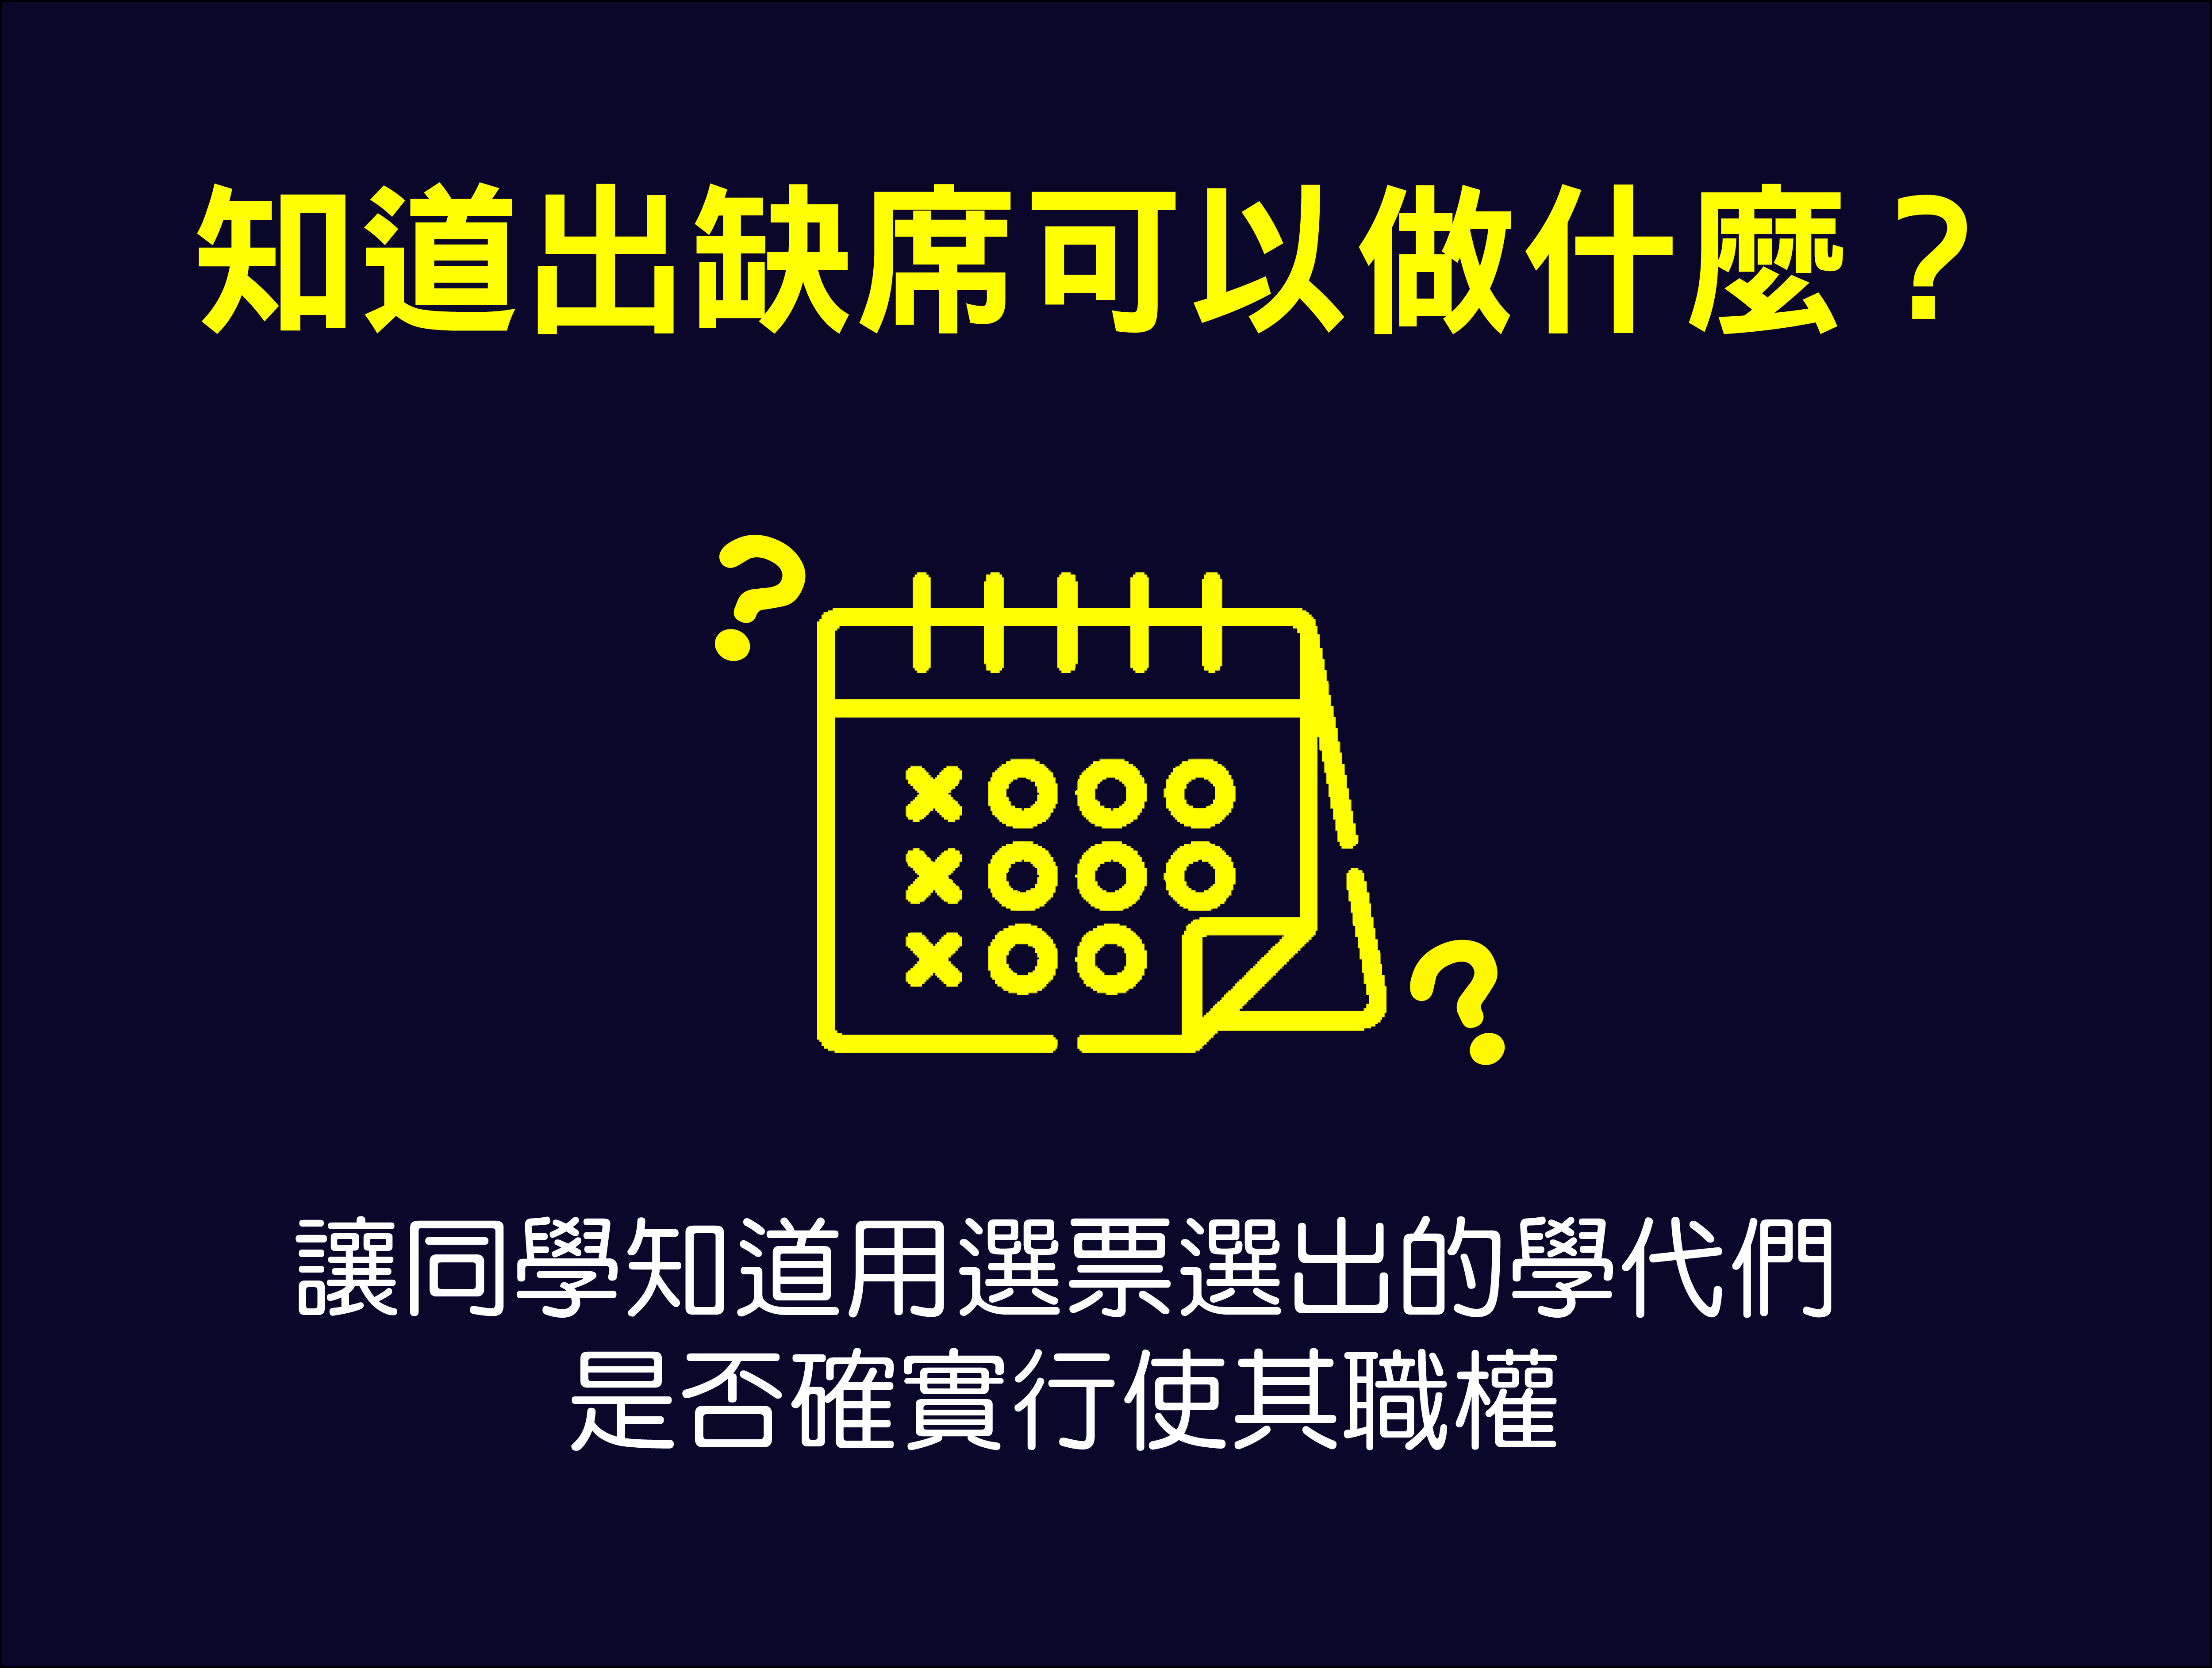 知道出缺席可以做什麼？
讓同學知道用選票選出的學代們
是否確實行使其職權